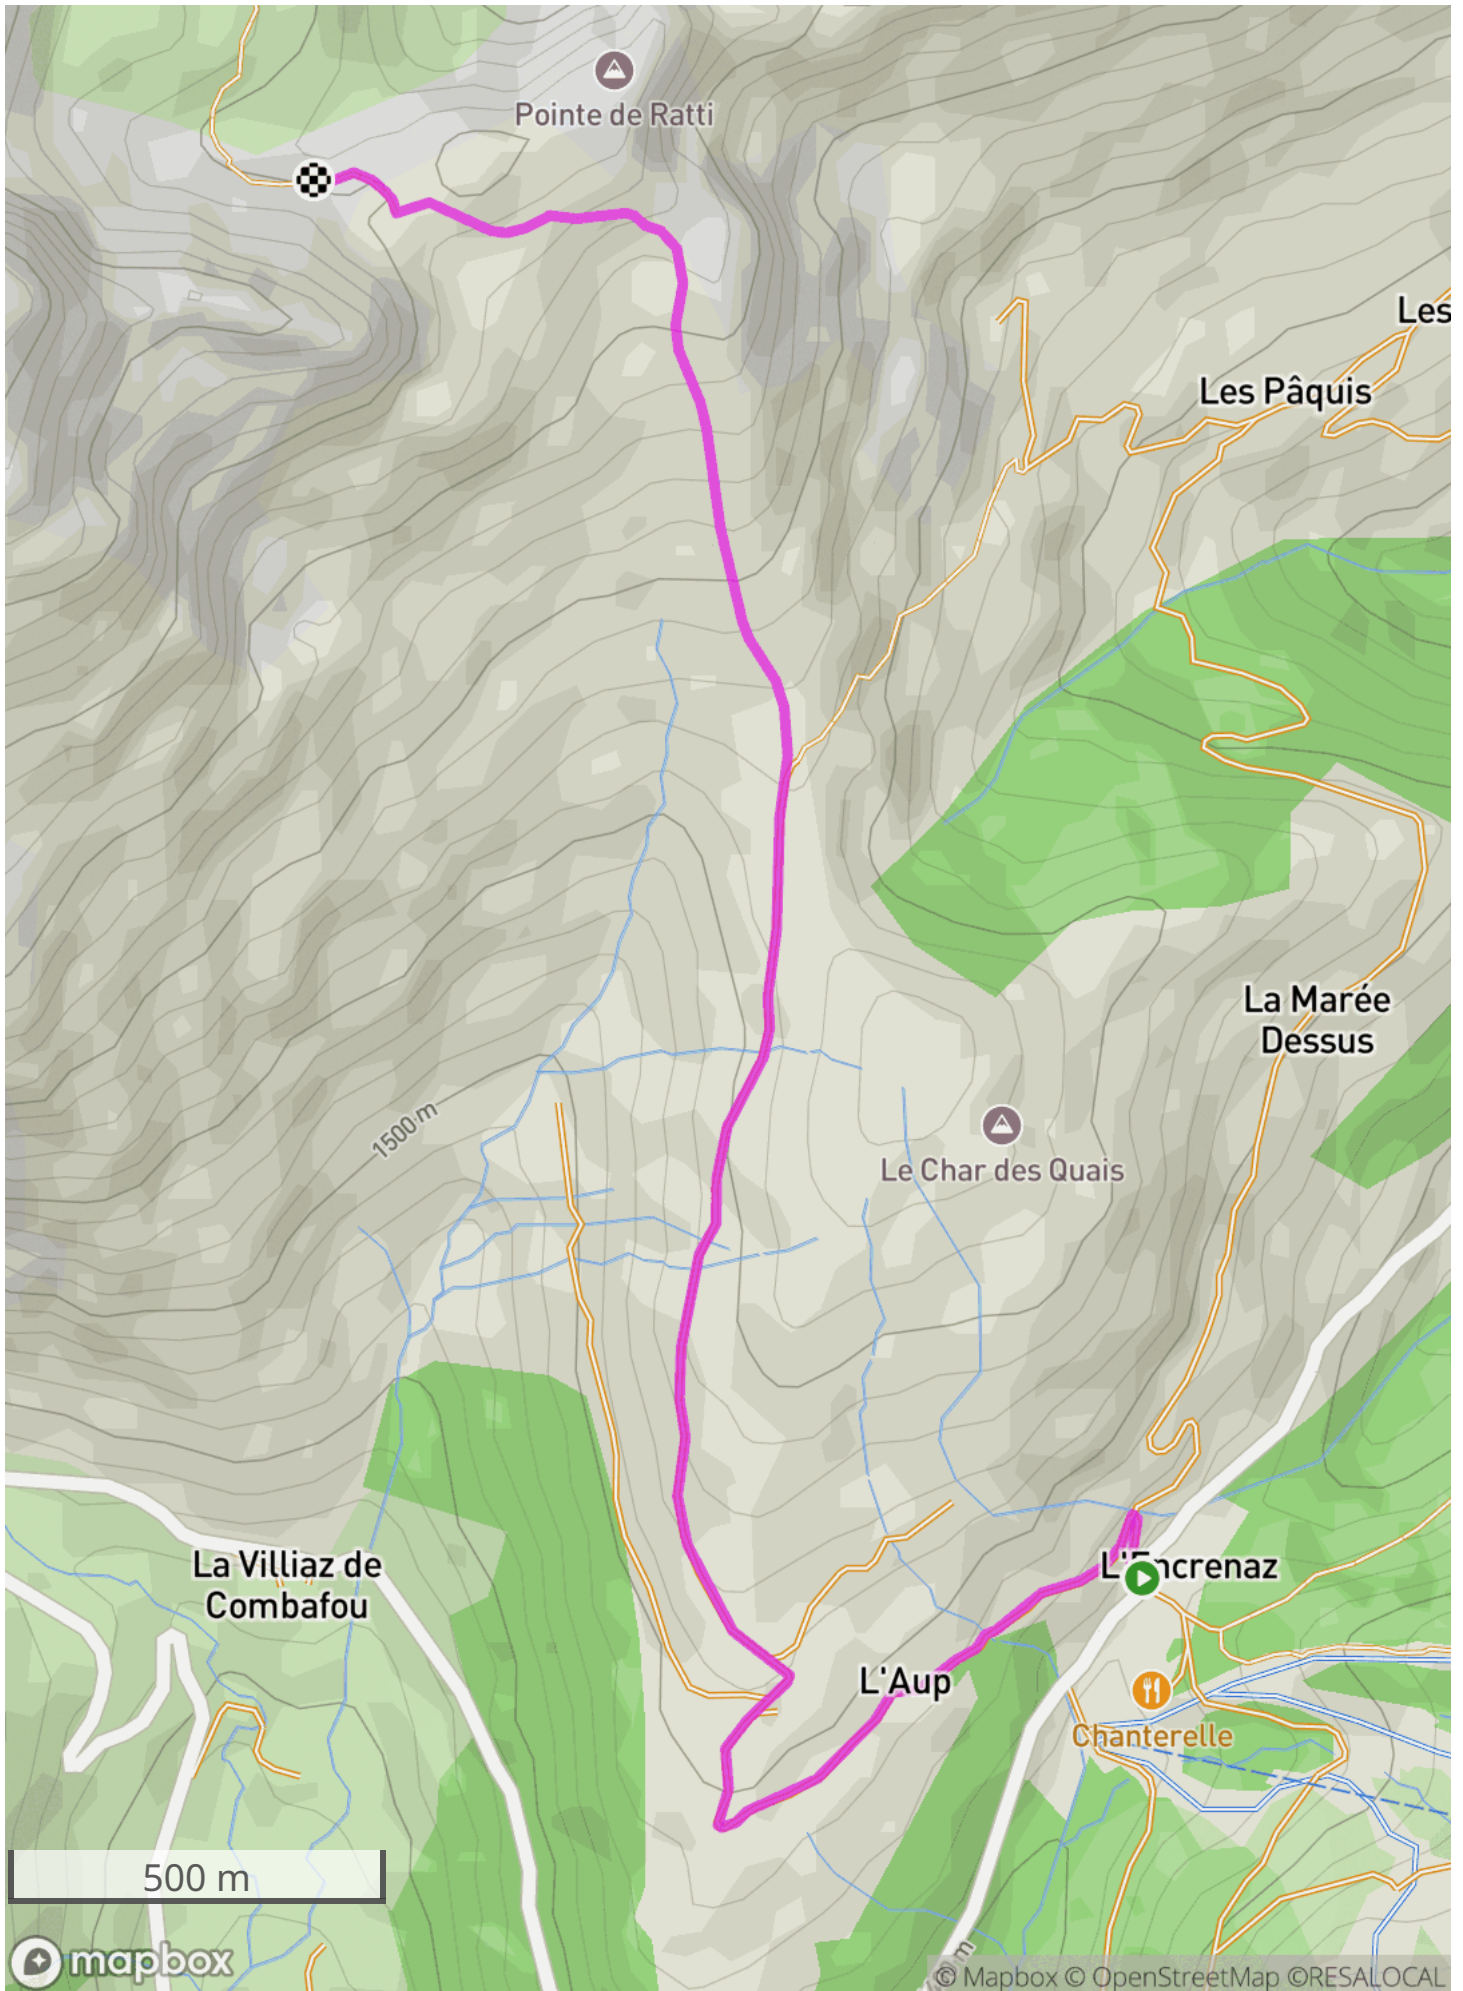 Pointe de Ratti
Les
Les Pâquis
La Marée
Dessus
1500 m
Le Char des Quais
La Villiaz de
Combafou
L'Encrenaz
L'Aup
Chanterelle
500 m
mapbox
© Mapbox © OpenStreetMap ©RESALOCAL